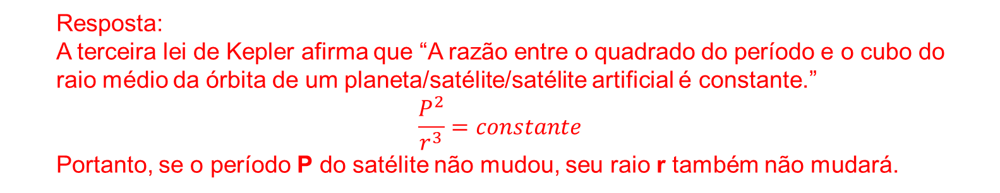 Resposta:
A terceira lei de Kepler afirma que “A razão entre o quadrado do período e o cubo do
raio médio da órbita de um planeta/satélite/satélite artificial é constante.”
P²/r³ = constante
Portanto, se o período P do satélite não mudou, seu raio r também não mudará.